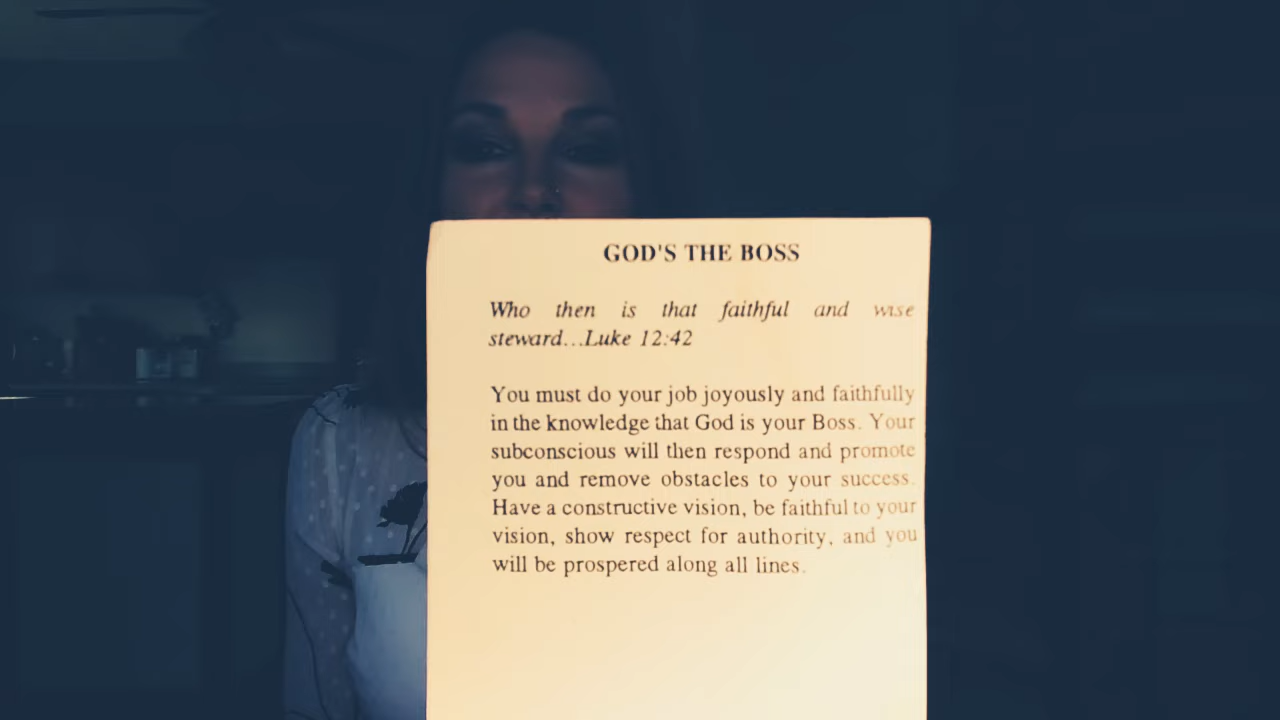 GOD'S THE BOSS
Who then is that faithful and wise
steward...Luke 12:42
You must do your job joyously and faithfully
in the knowledge that God is your Boss. Your
subconscious will then respond and promote
you and remove obstacles to your success.
Have a constructive vision, be faithful to your
vision, show respect for authority, and you
will be prospered along all lines.